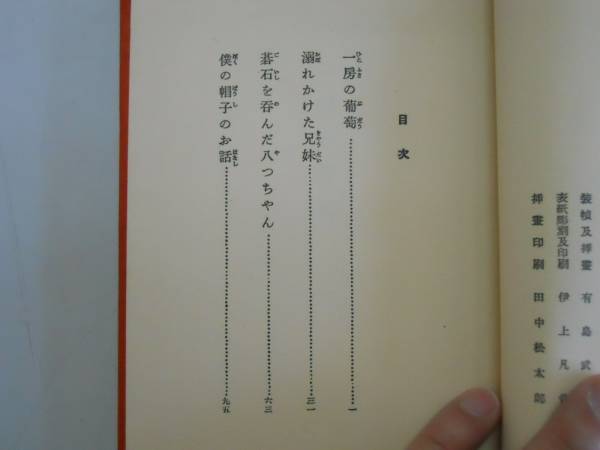 装幀及挿畫 有島武
表紙彫刻及印刷 伊上凡
挿畫印刷 田中松太郎
目次
一房の葡萄 一
溺れかけた兄妹 三一
碁石を呑んだ八つちやん 六三
僕の帽子のお話 九五